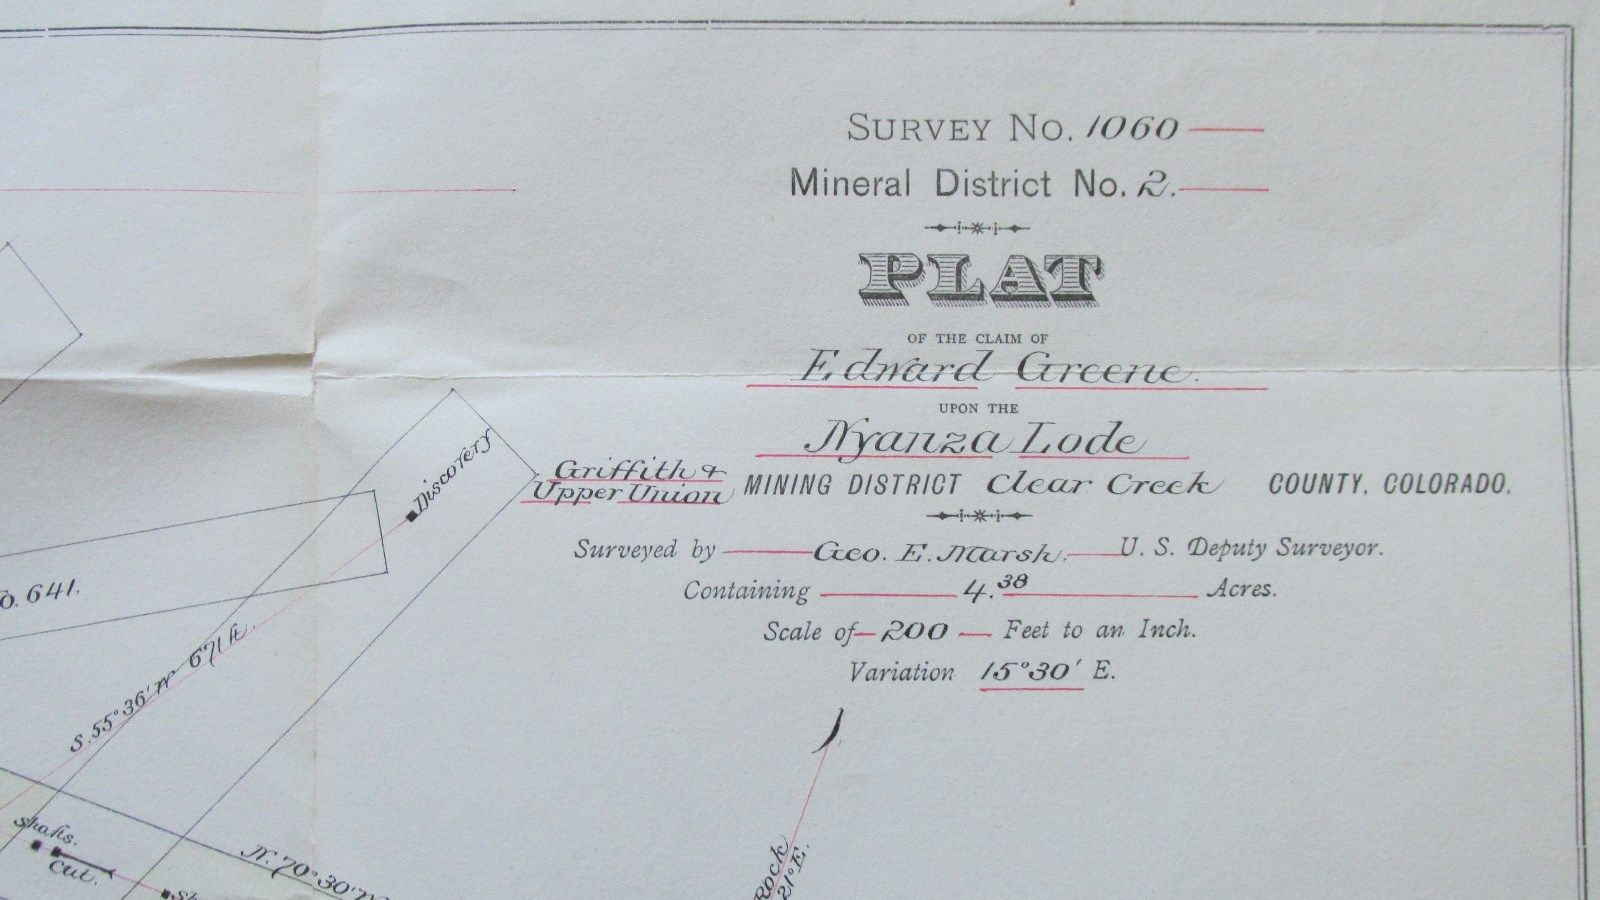 SURVEY NO. 1060
Mineral District No. 2.
PLAT
OF THE CLAIM OF
Edward Greene.
UPON THE
Nyanza Lode
Griffith &
Upper Union MINING DISTRICT Clear Creek COUNTY, COLORADO.
Surveyed by Geo. E. Marsh. U. S. Deputy Surveyor.
Containing 4.38 Acres.
Scale of 200 Feet to an Inch.
Variation 15°30' E.
Discovery
No. 641.
S. 55°36' W 671 ft.
Shafts.
Cut.
N. 70°30' W
Rock
21° E.